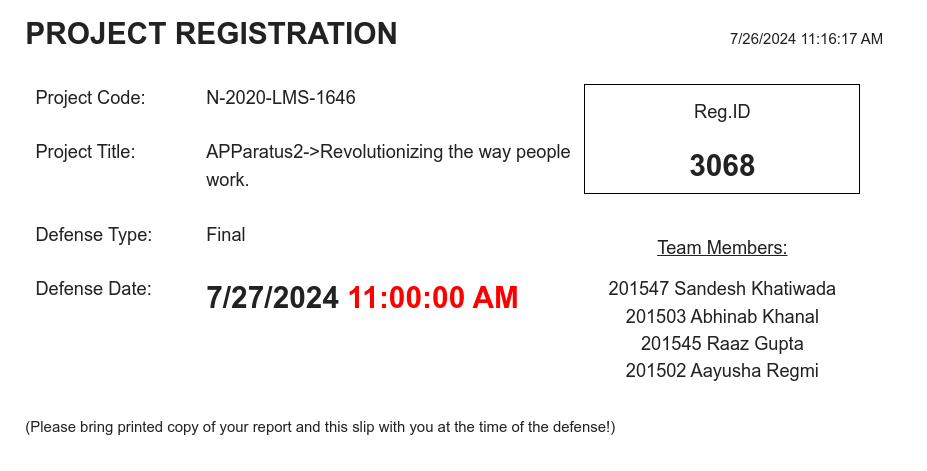 PROJECT REGISTRATION
7/26/2024 11:16:17 AM
Project Code: N-2020-LMS-1646
Project Title: APParatus2->Revolutionizing the way people
work.
Defense Type: Final
Defense Date: 7/27/2024 11:00:00 AM
Reg.ID
3068
Team Members:
201547 Sandesh Khatiwada
201503 Abhinab Khanal
201545 Raaz Gupta
201502 Aayusha Regmi
(Please bring printed copy of your report and this slip with you at the time of the defense!)